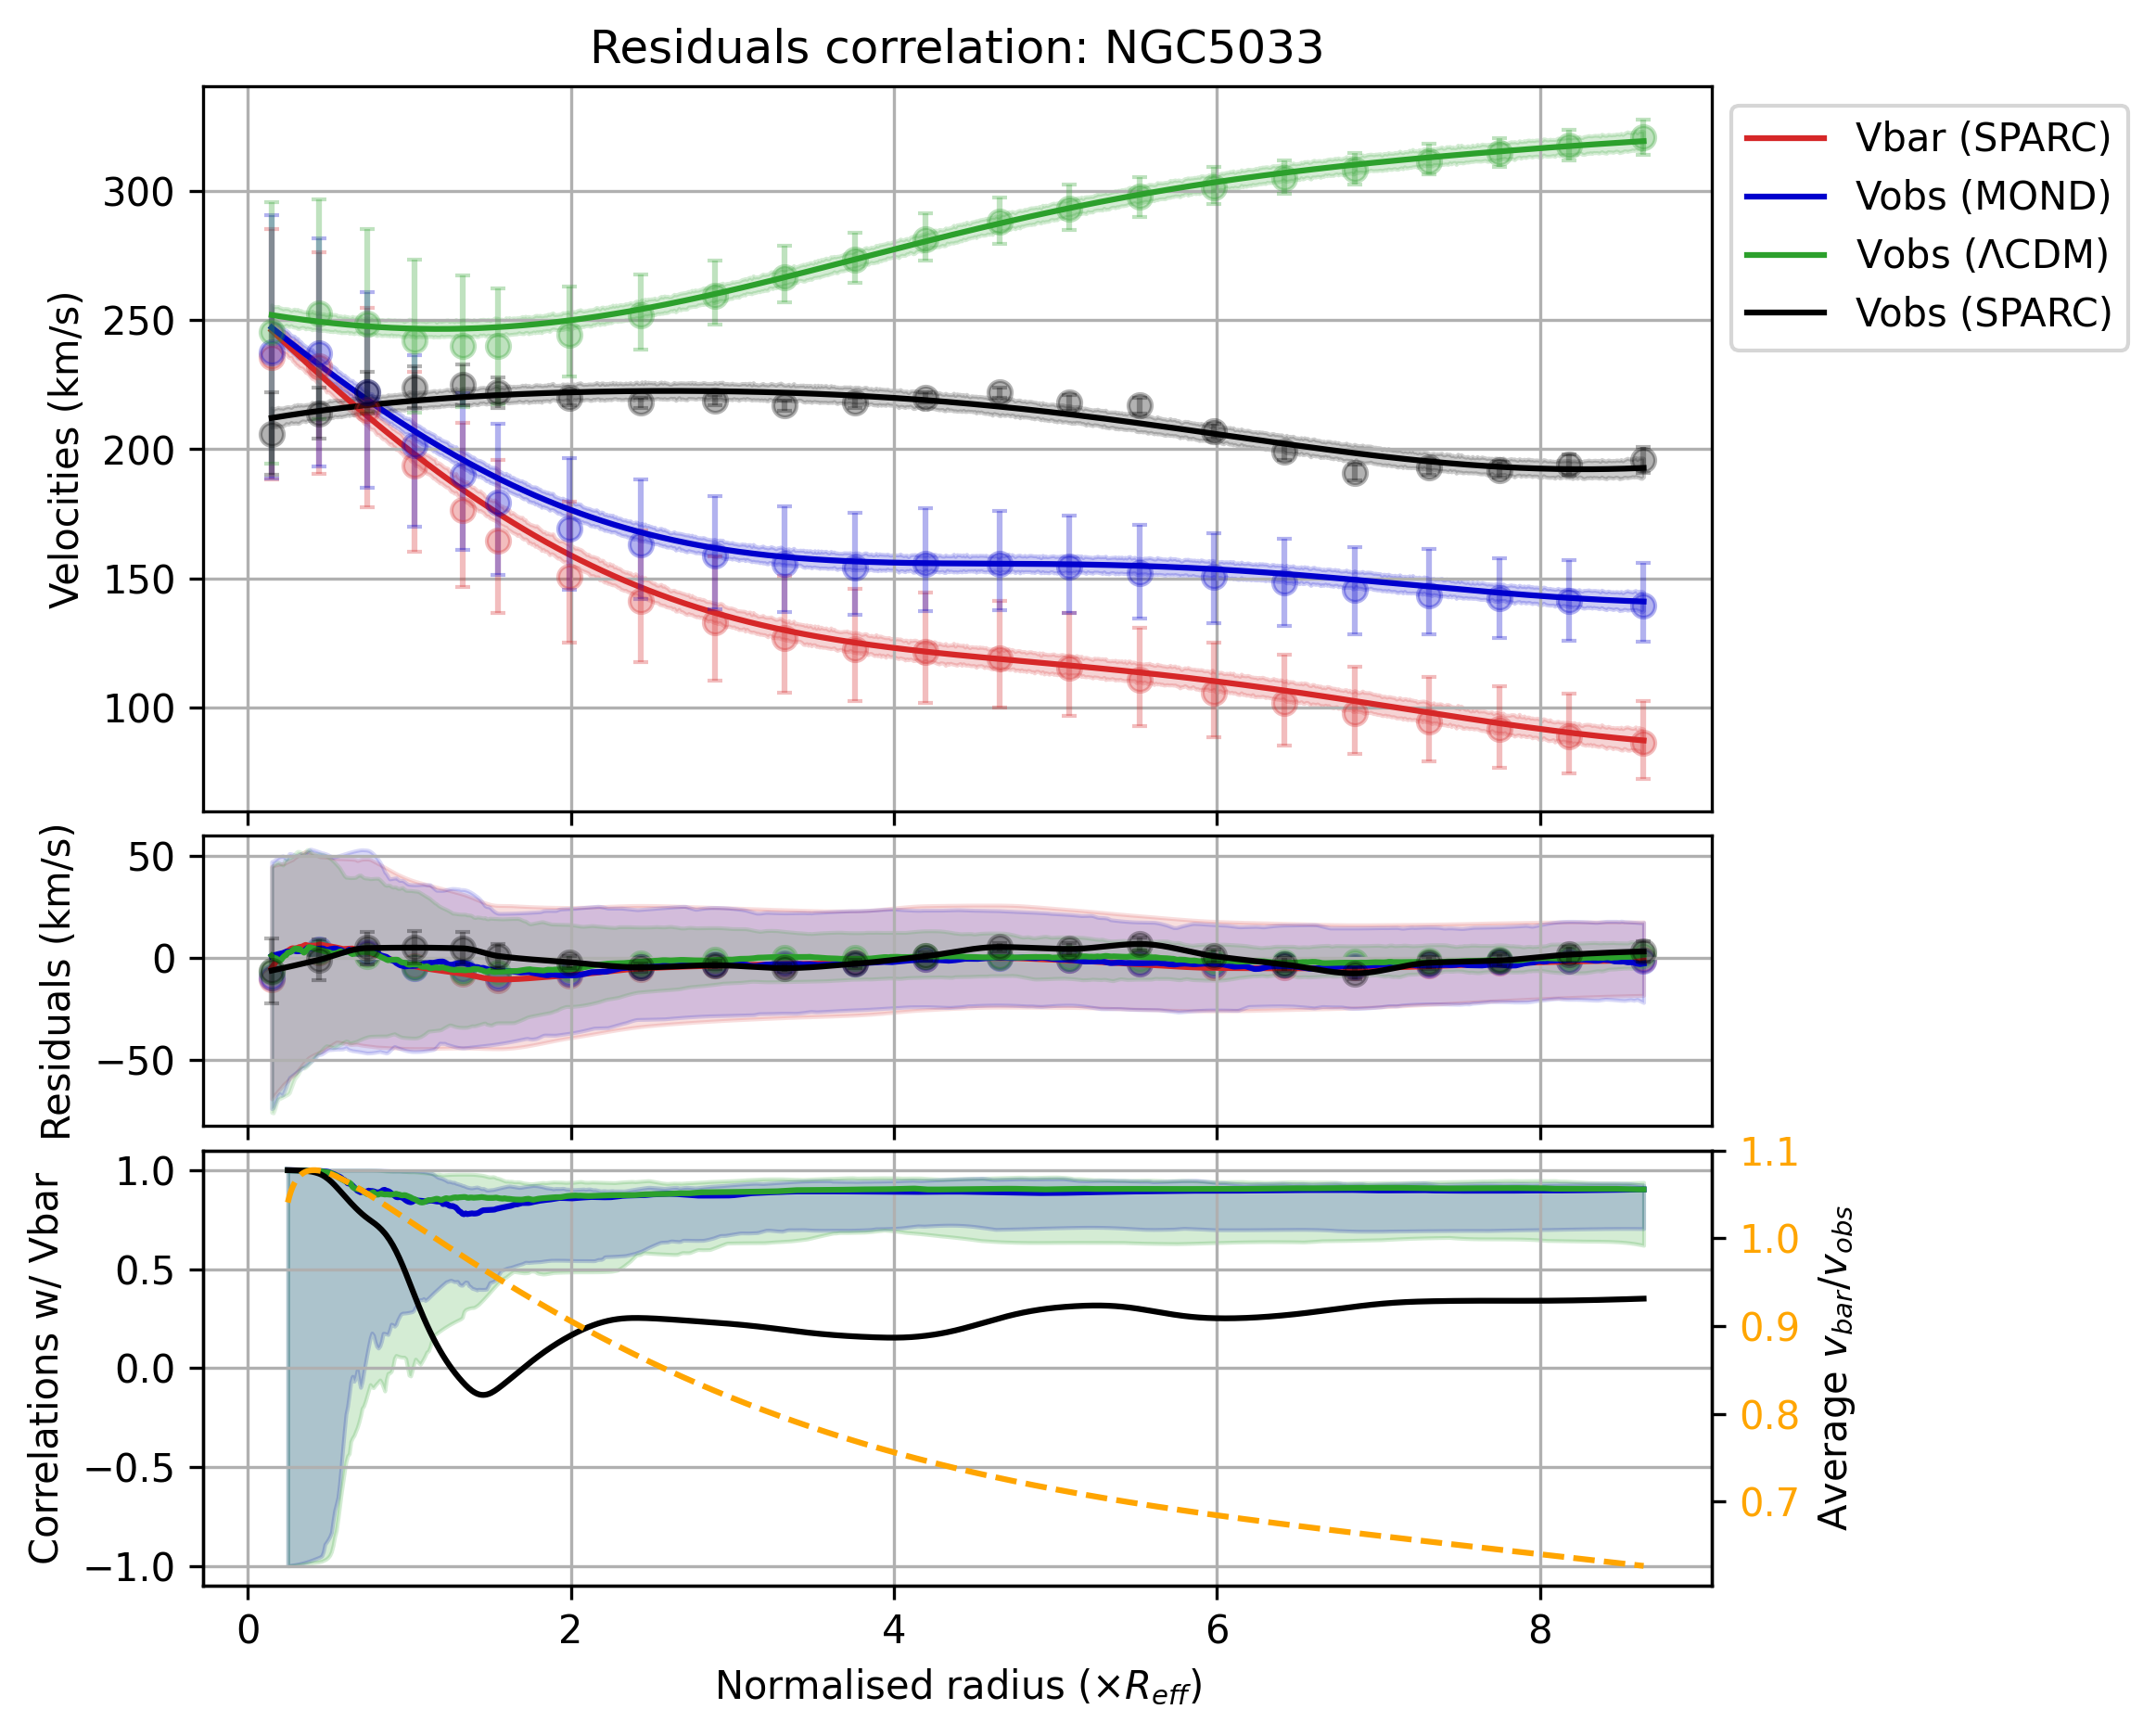 Residuals correlation: NGC5033
Velocities (km/s)
300
250
200
150
100
Vbar (SPARC)
Vobs (MOND)
Vobs (ΛCDM)
Vobs (SPARC)
Residuals (km/s)
50
0
−50
Correlations w/ Vbar
1.0
0.5
0.0
−0.5
−1.0
1.1
1.0
0.9
0.8
0.7
Average v_bar/v_obs
0 2 4 6 8
Normalised radius (×R_eff)